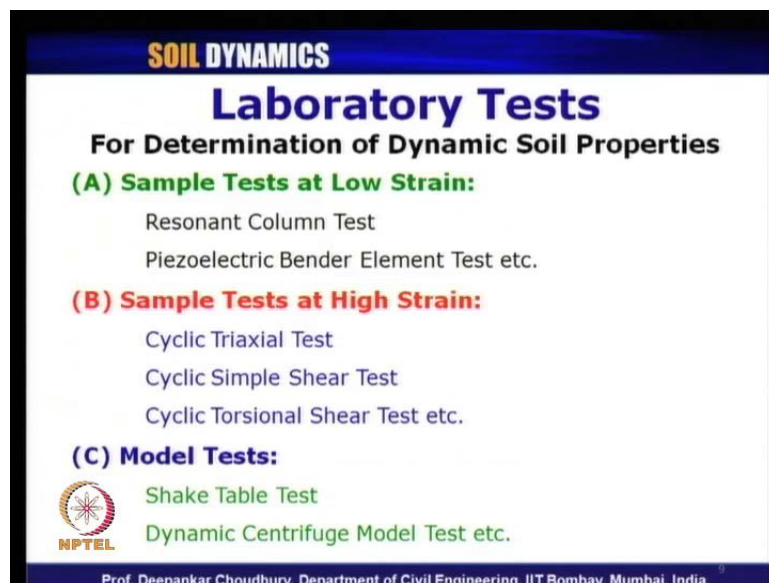 SOIL DYNAMICS
Laboratory Tests
For Determination of Dynamic Soil Properties
(A) Sample Tests at Low Strain:
Resonant Column Test
Piezoelectric Bender Element Test etc.
(B) Sample Tests at High Strain:
Cyclic Triaxial Test
Cyclic Simple Shear Test
Cyclic Torsional Shear Test etc.
(C) Model Tests:
Shake Table Test
Dynamic Centrifuge Model Test etc.
NPTEL
9
Prof. Deepankar Choudhury, Department of Civil Engineering, IIT Bombay, Mumbai, India